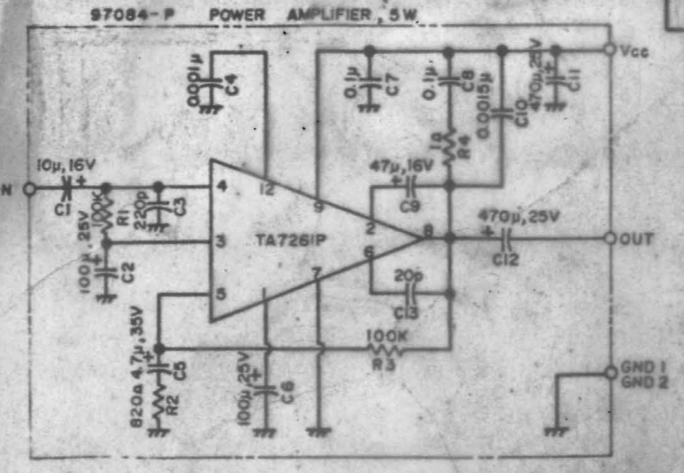 97084-P POWER AMPLIFIER, 5W
0.001μ
C4
12
9
0.1μ
C7
0.1μ
C8
0.0015μ
C10
470μ,25V
+
C11
Vcc
1Ω
R4
10μ,16V
+
N
C1
100K
R1
220p
C3
4
3
5
TA7261P
47μ,16V
+
C9
2
8
6
7
470μ,25V
+
C12
OUT
100μ,25V
+
C2
20p
C13
100K
R3
4.7μ,35V
+
C5
820Ω
R2
100μ,25V
+
C6
GND 1
GND 2